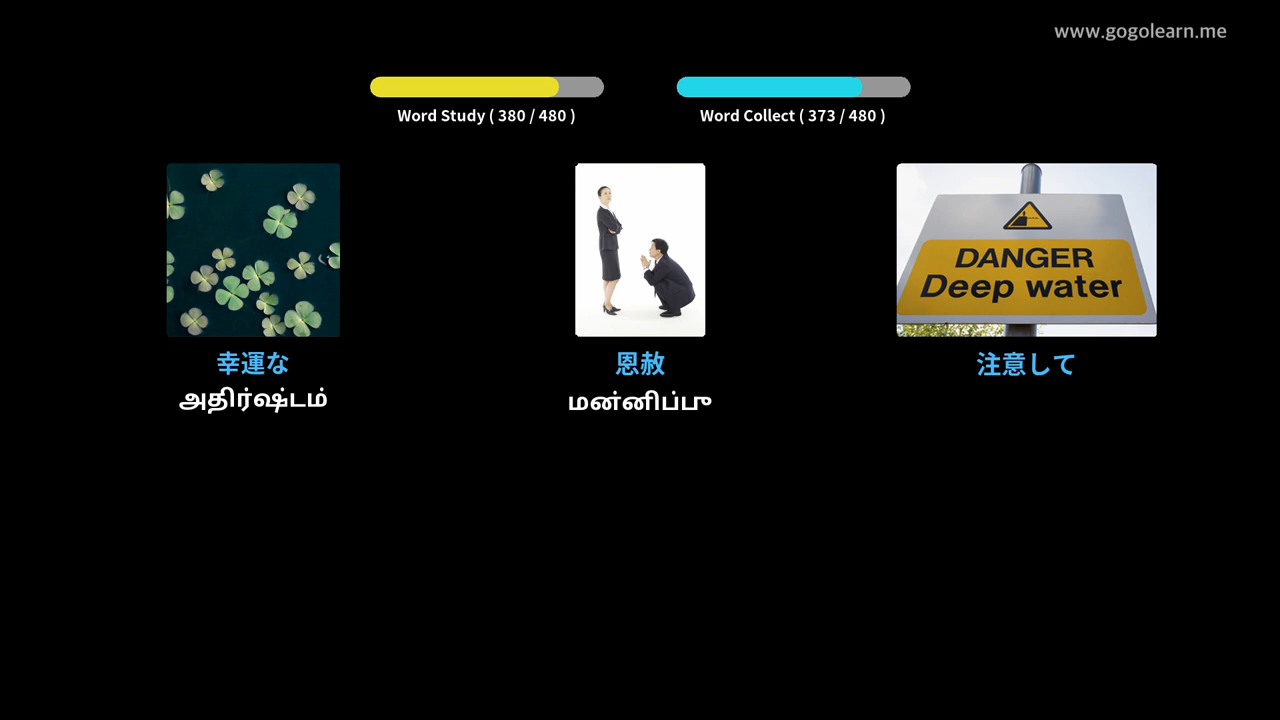 www.gogolearn.me
Word Study ( 380 / 480 )
Word Collect ( 373 / 480 )
DANGER
Deep water
幸運な
恩赦
注意して
அதிர்ஷ்டம்
மன்னிப்பு